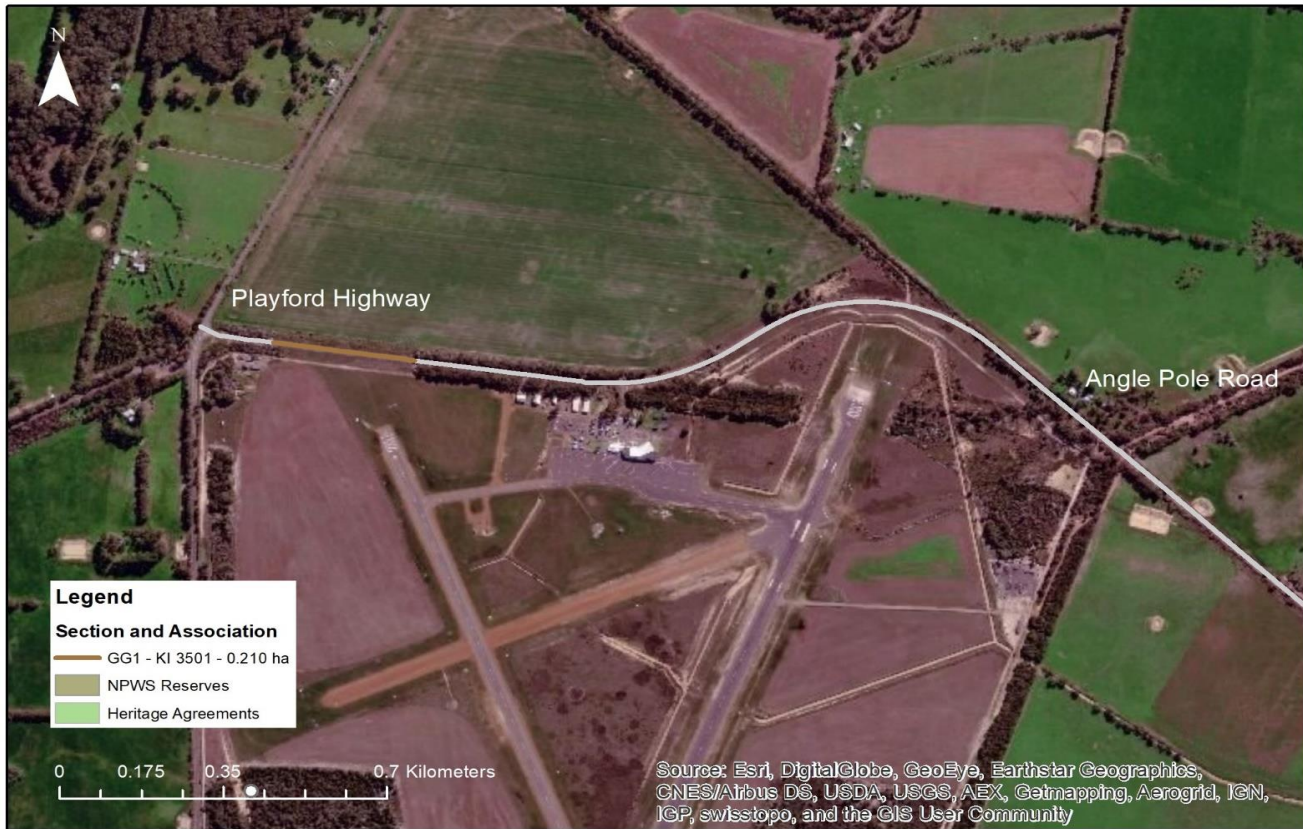 N
Playford Highway
Angle Pole Road
Legend
Section and Association
GG1 - KI 3501 - 0.210 ha
NPWS Reserves
Heritage Agreements
0 0.175 0.35 0.7 Kilometers
Source: Esri, DigitalGlobe, GeoEye, Earthstar Geographics,
CNES/Airbus DS, USDA, USGS, AEX, Getmapping, Aerogrid, IGN,
IGP, swisstopo, and the GIS User Community